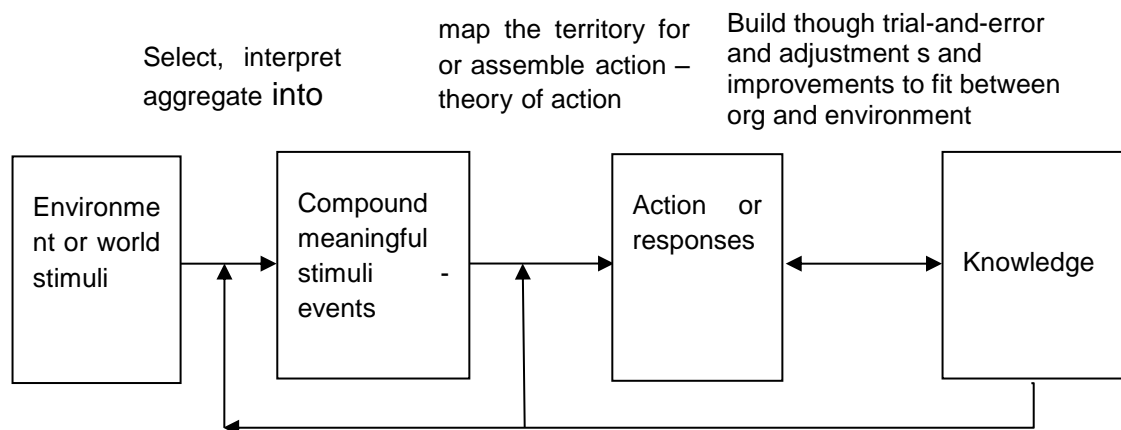 Select, interpret
aggregate into
map the territory for
or assemble action –
theory of action
Build though trial-and-error
and adjustment s and
improvements to fit between
org and environment
Environme
nt or world
stimuli
Compound
meaningful
stimuli -
events
Action or
responses
Knowledge